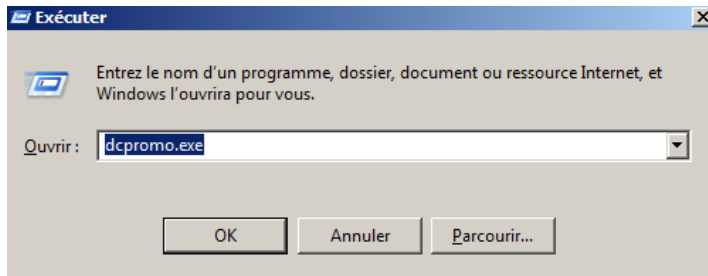 Exécuter
Entrez le nom d'un programme, dossier, document ou ressource Internet, et
Windows l'ouvrira pour vous.
Ouvrir : dcpromo.exe
OK Annuler Parcourir...